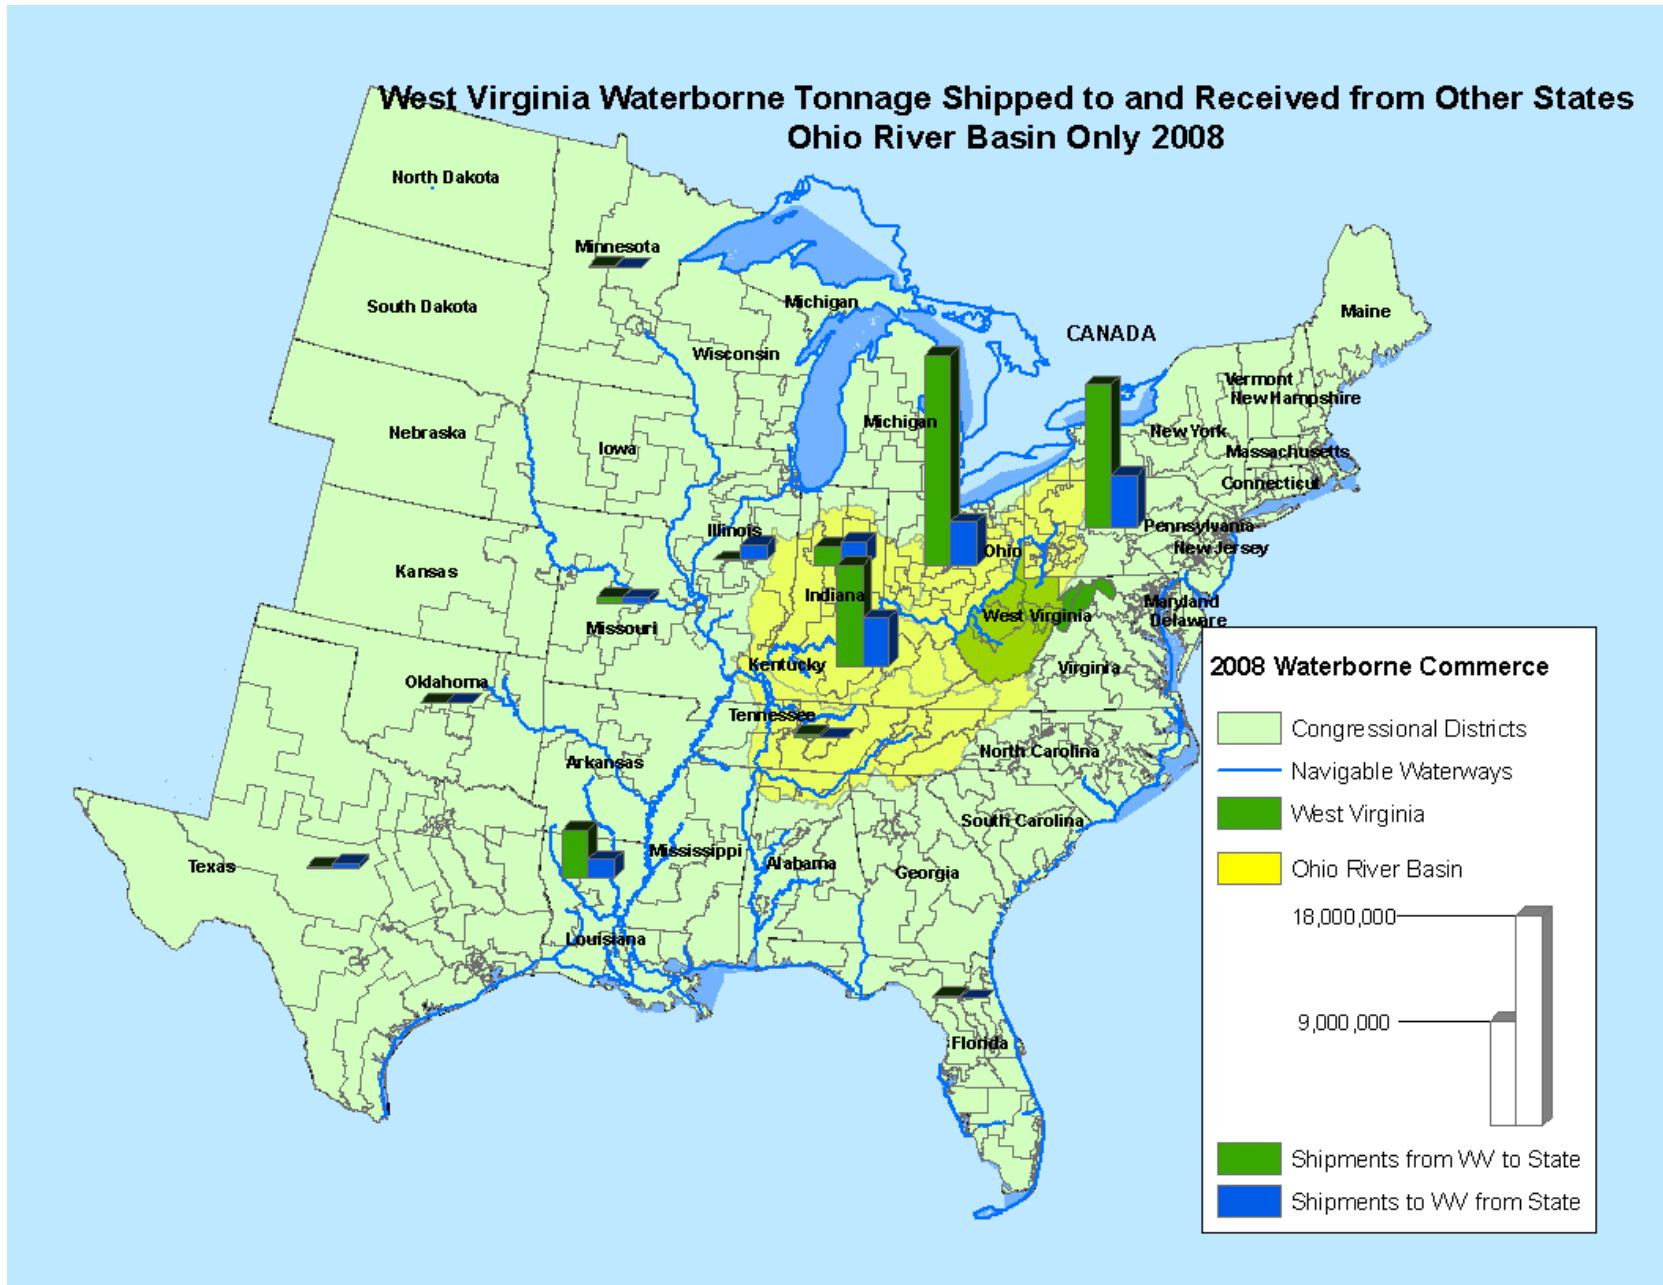 West Virginia Waterborne Tonnage Shipped to and Received from Other States
Ohio River Basin Only 2008
North Dakota
Minnesota
South Dakota
Michigan
Maine
CANADA
Wisconsin
Vermont
New Hampshire
Nebraska
Iowa
Michigan
New York
Massachusetts
Connecticut
Illinois
Ohio
Pennsylvania
New Jersey
Kansas
Indiana
West Virginia
Maryland
Delaware
Missouri
Kentucky
Virginia
Oklahoma
Tennessee
North Carolina
Arkansas
South Carolina
Mississippi
Alabama
Georgia
Texas
Louisiana
Florida
2008 Waterborne Commerce
Congressional Districts
Navigable Waterways
West Virginia
Ohio River Basin
18,000,000
9,000,000
Shipments from WV to State
Shipments to WV from State